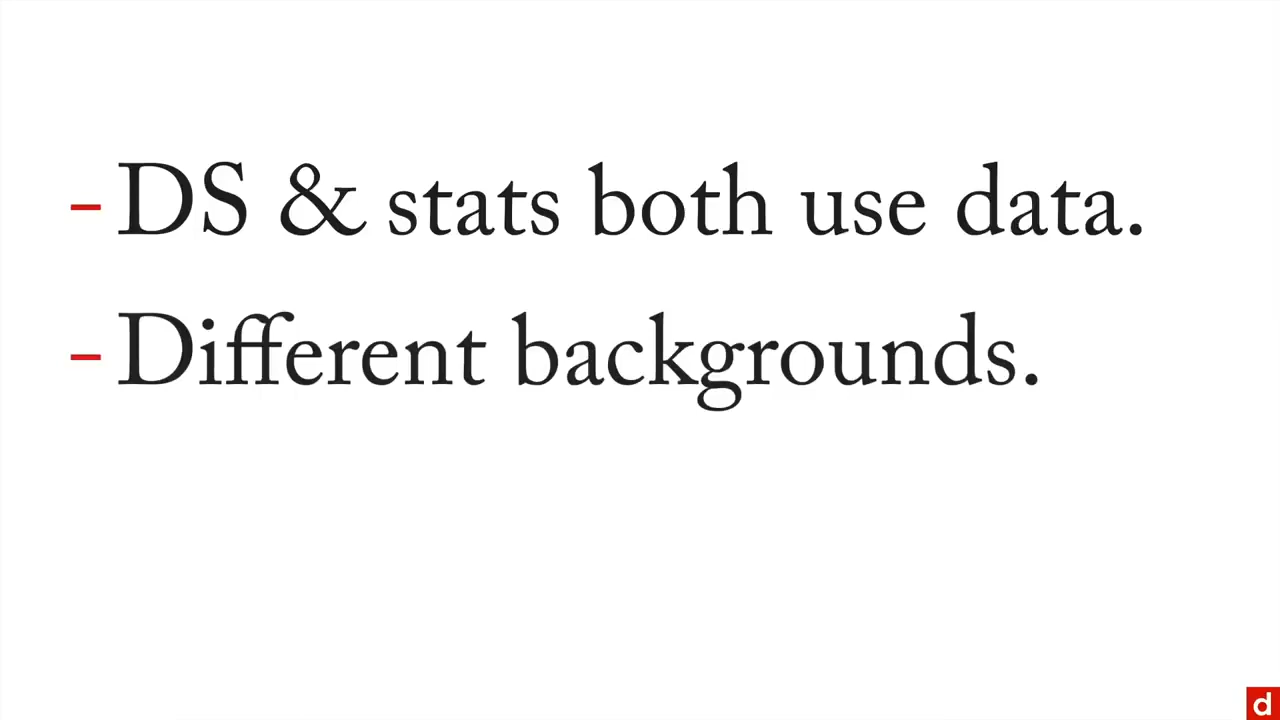 - DS & stats both use data.
- Different backgrounds.
d